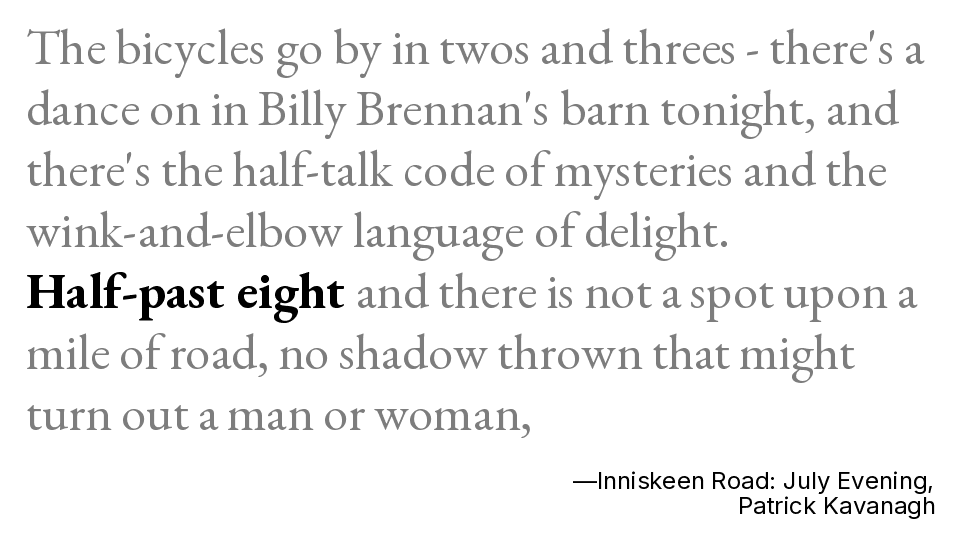 The bicycles go by in twos and threes - there's a
dance on in Billy Brennan's barn tonight, and
there's the half-talk code of mysteries and the
wink-and-elbow language of delight.
Half-past eight and there is not a spot upon a
mile of road, no shadow thrown that might
turn out a man or woman,
—Inniskeen Road: July Evening,
Patrick Kavanagh